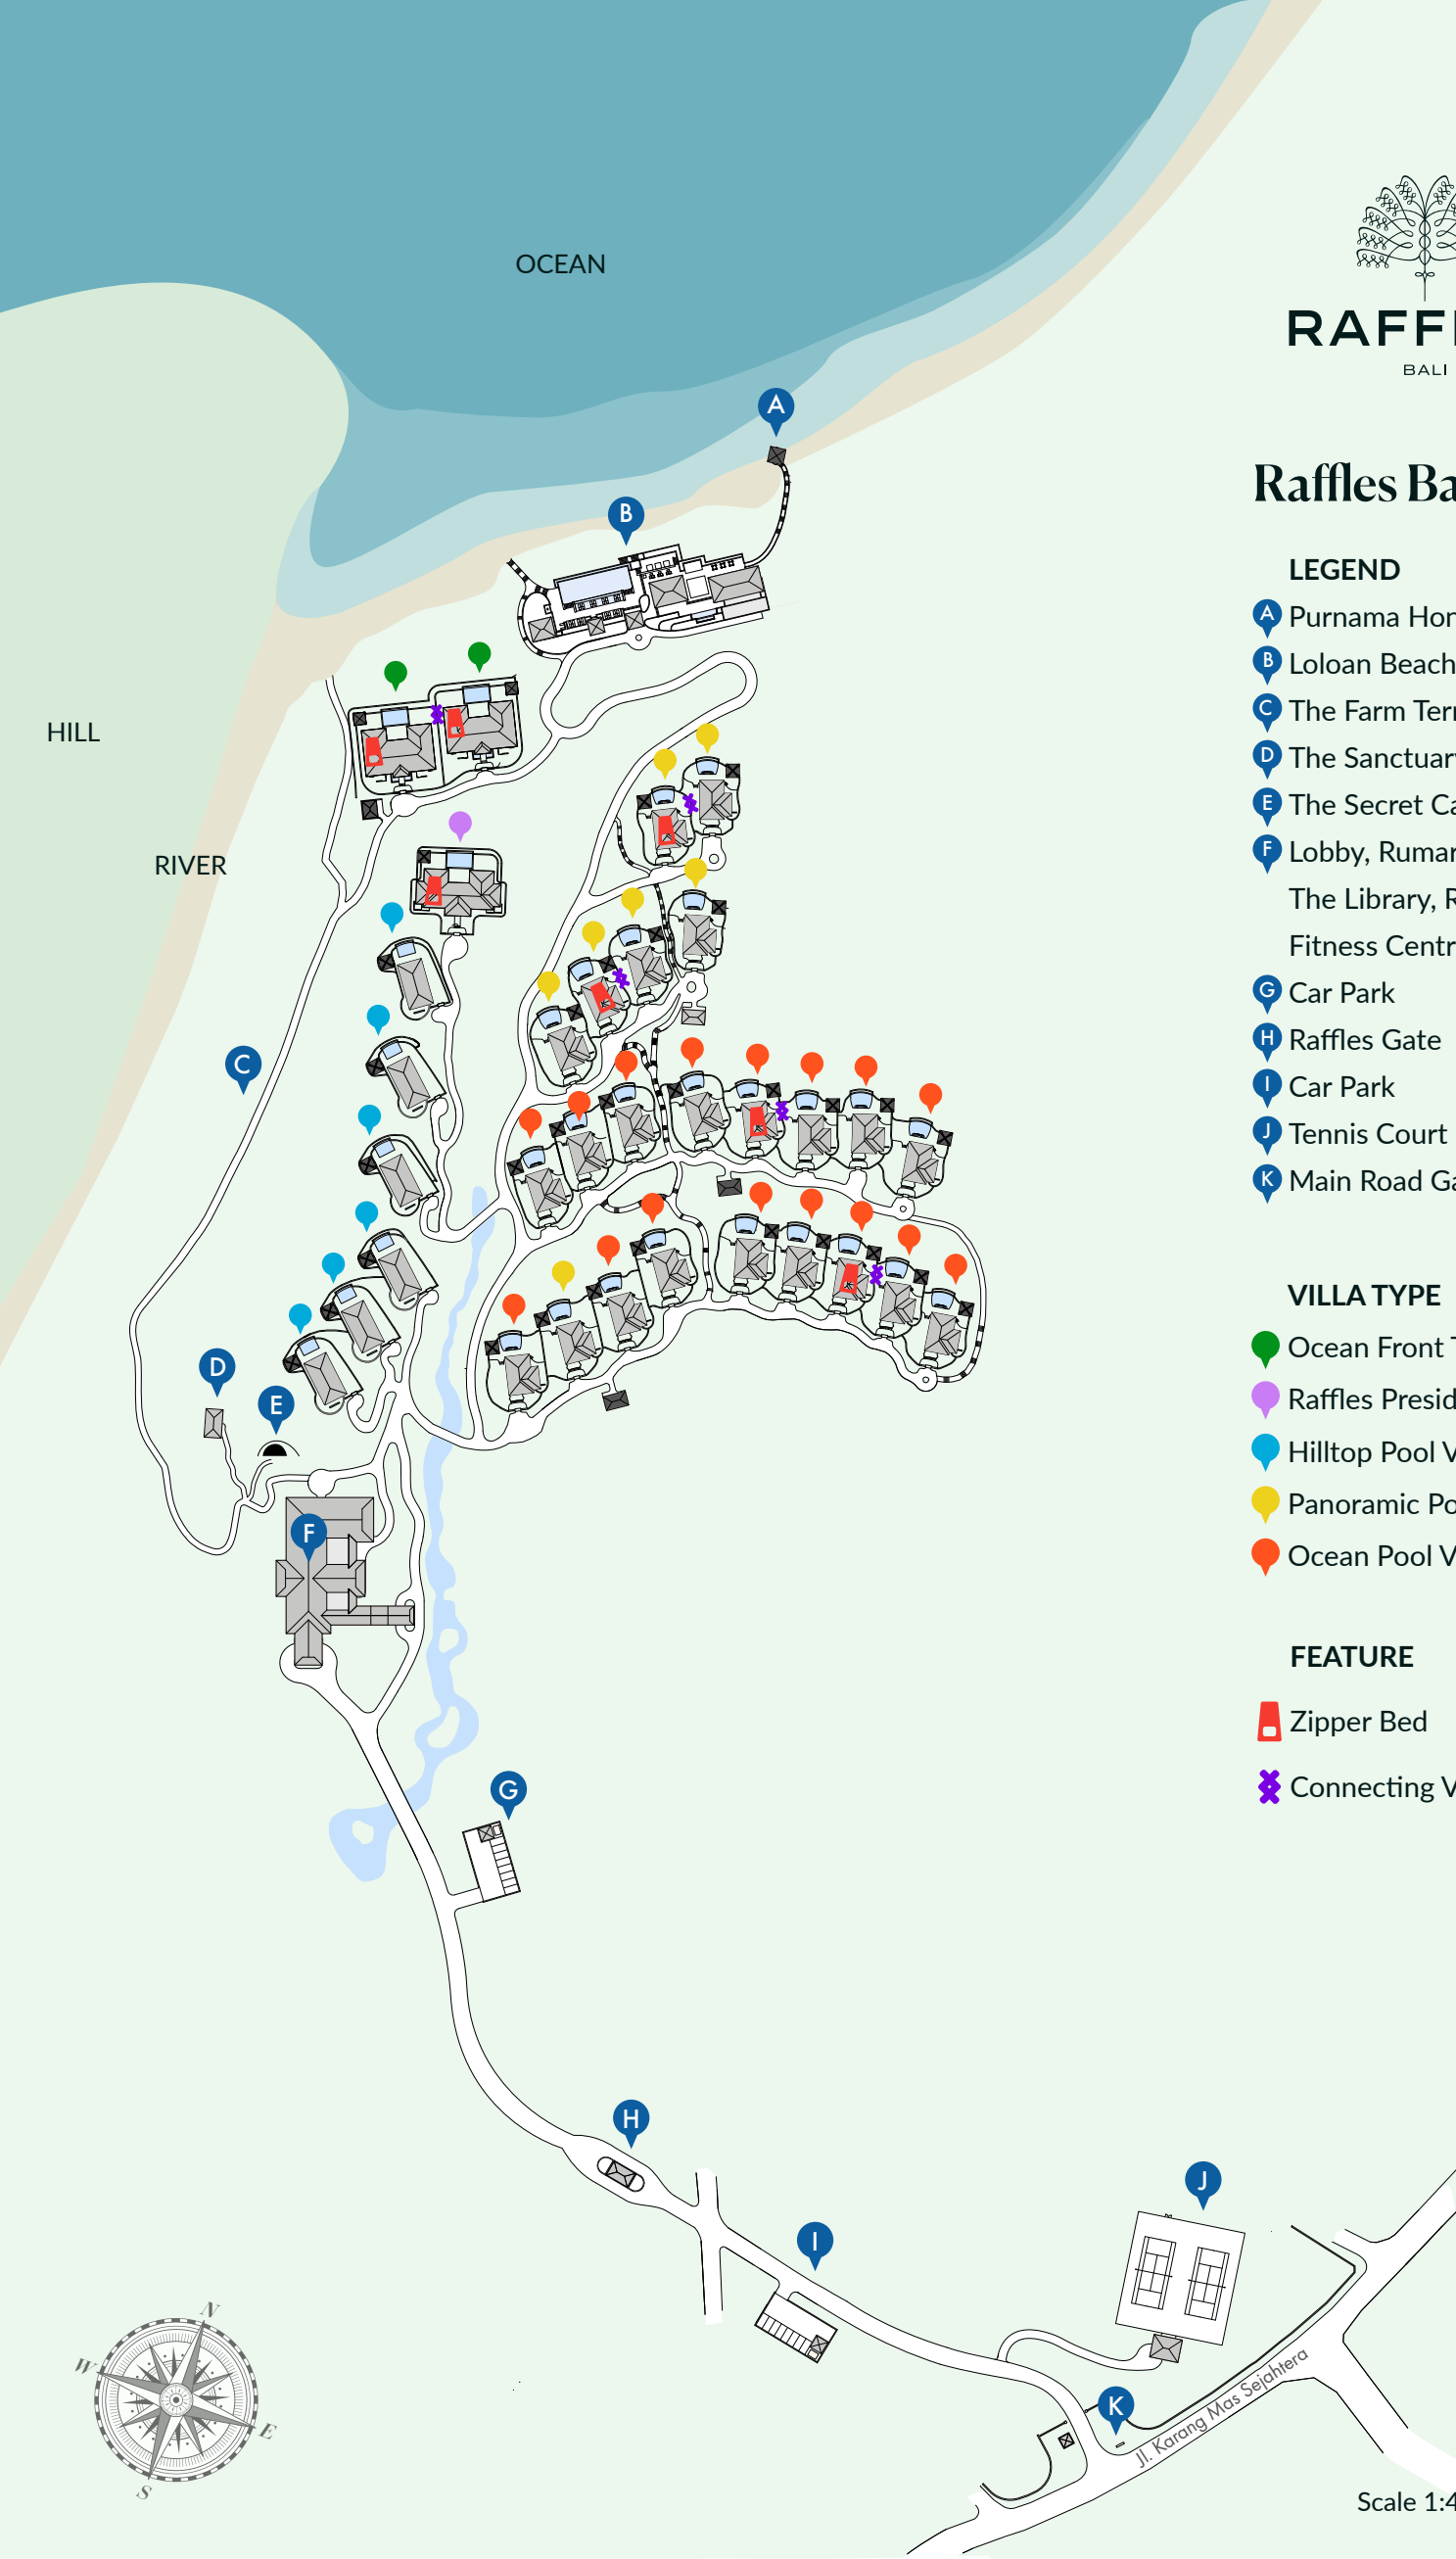 OCEAN
HILL
RIVER
A
B
C
D
E
F
G
H
I
J
K
Jl. Karang Mas Sejahtera
N
W
E
S
RAFF
BALI
Raffles Ba
LEGEND
A Purnama Hon
B Loloan Beach
C The Farm Terr
D The Sanctuary
E The Secret Ca
F Lobby, Rumar
The Library, R
Fitness Centr
G Car Park
H Raffles Gate
I Car Park
J Tennis Court
K Main Road Ga
VILLA TYPE
Ocean Front T
Raffles Presid
Hilltop Pool V
Panoramic Po
Ocean Pool V
FEATURE
Zipper Bed
Connecting V
Scale 1:4